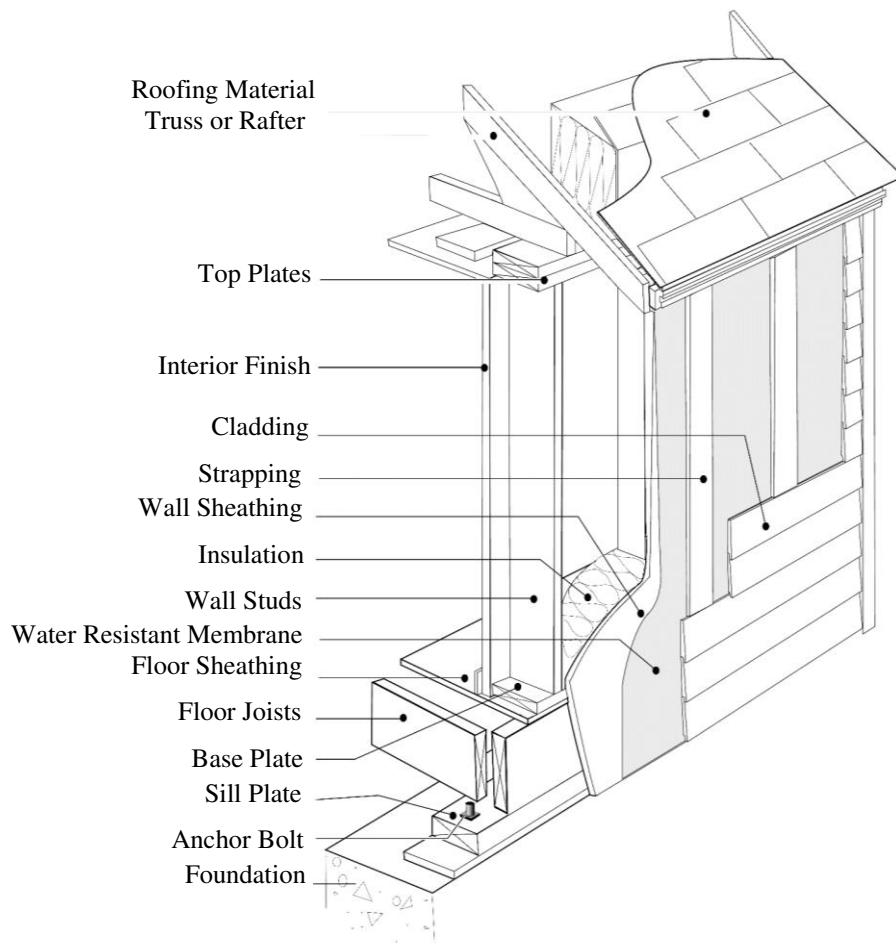 Roofing Material
Truss or Rafter
Top Plates
Interior Finish
Cladding
Strapping
Wall Sheathing
Insulation
Wall Studs
Water Resistant Membrane
Floor Sheathing
Floor Joists
Base Plate
Sill Plate
Anchor Bolt
Foundation